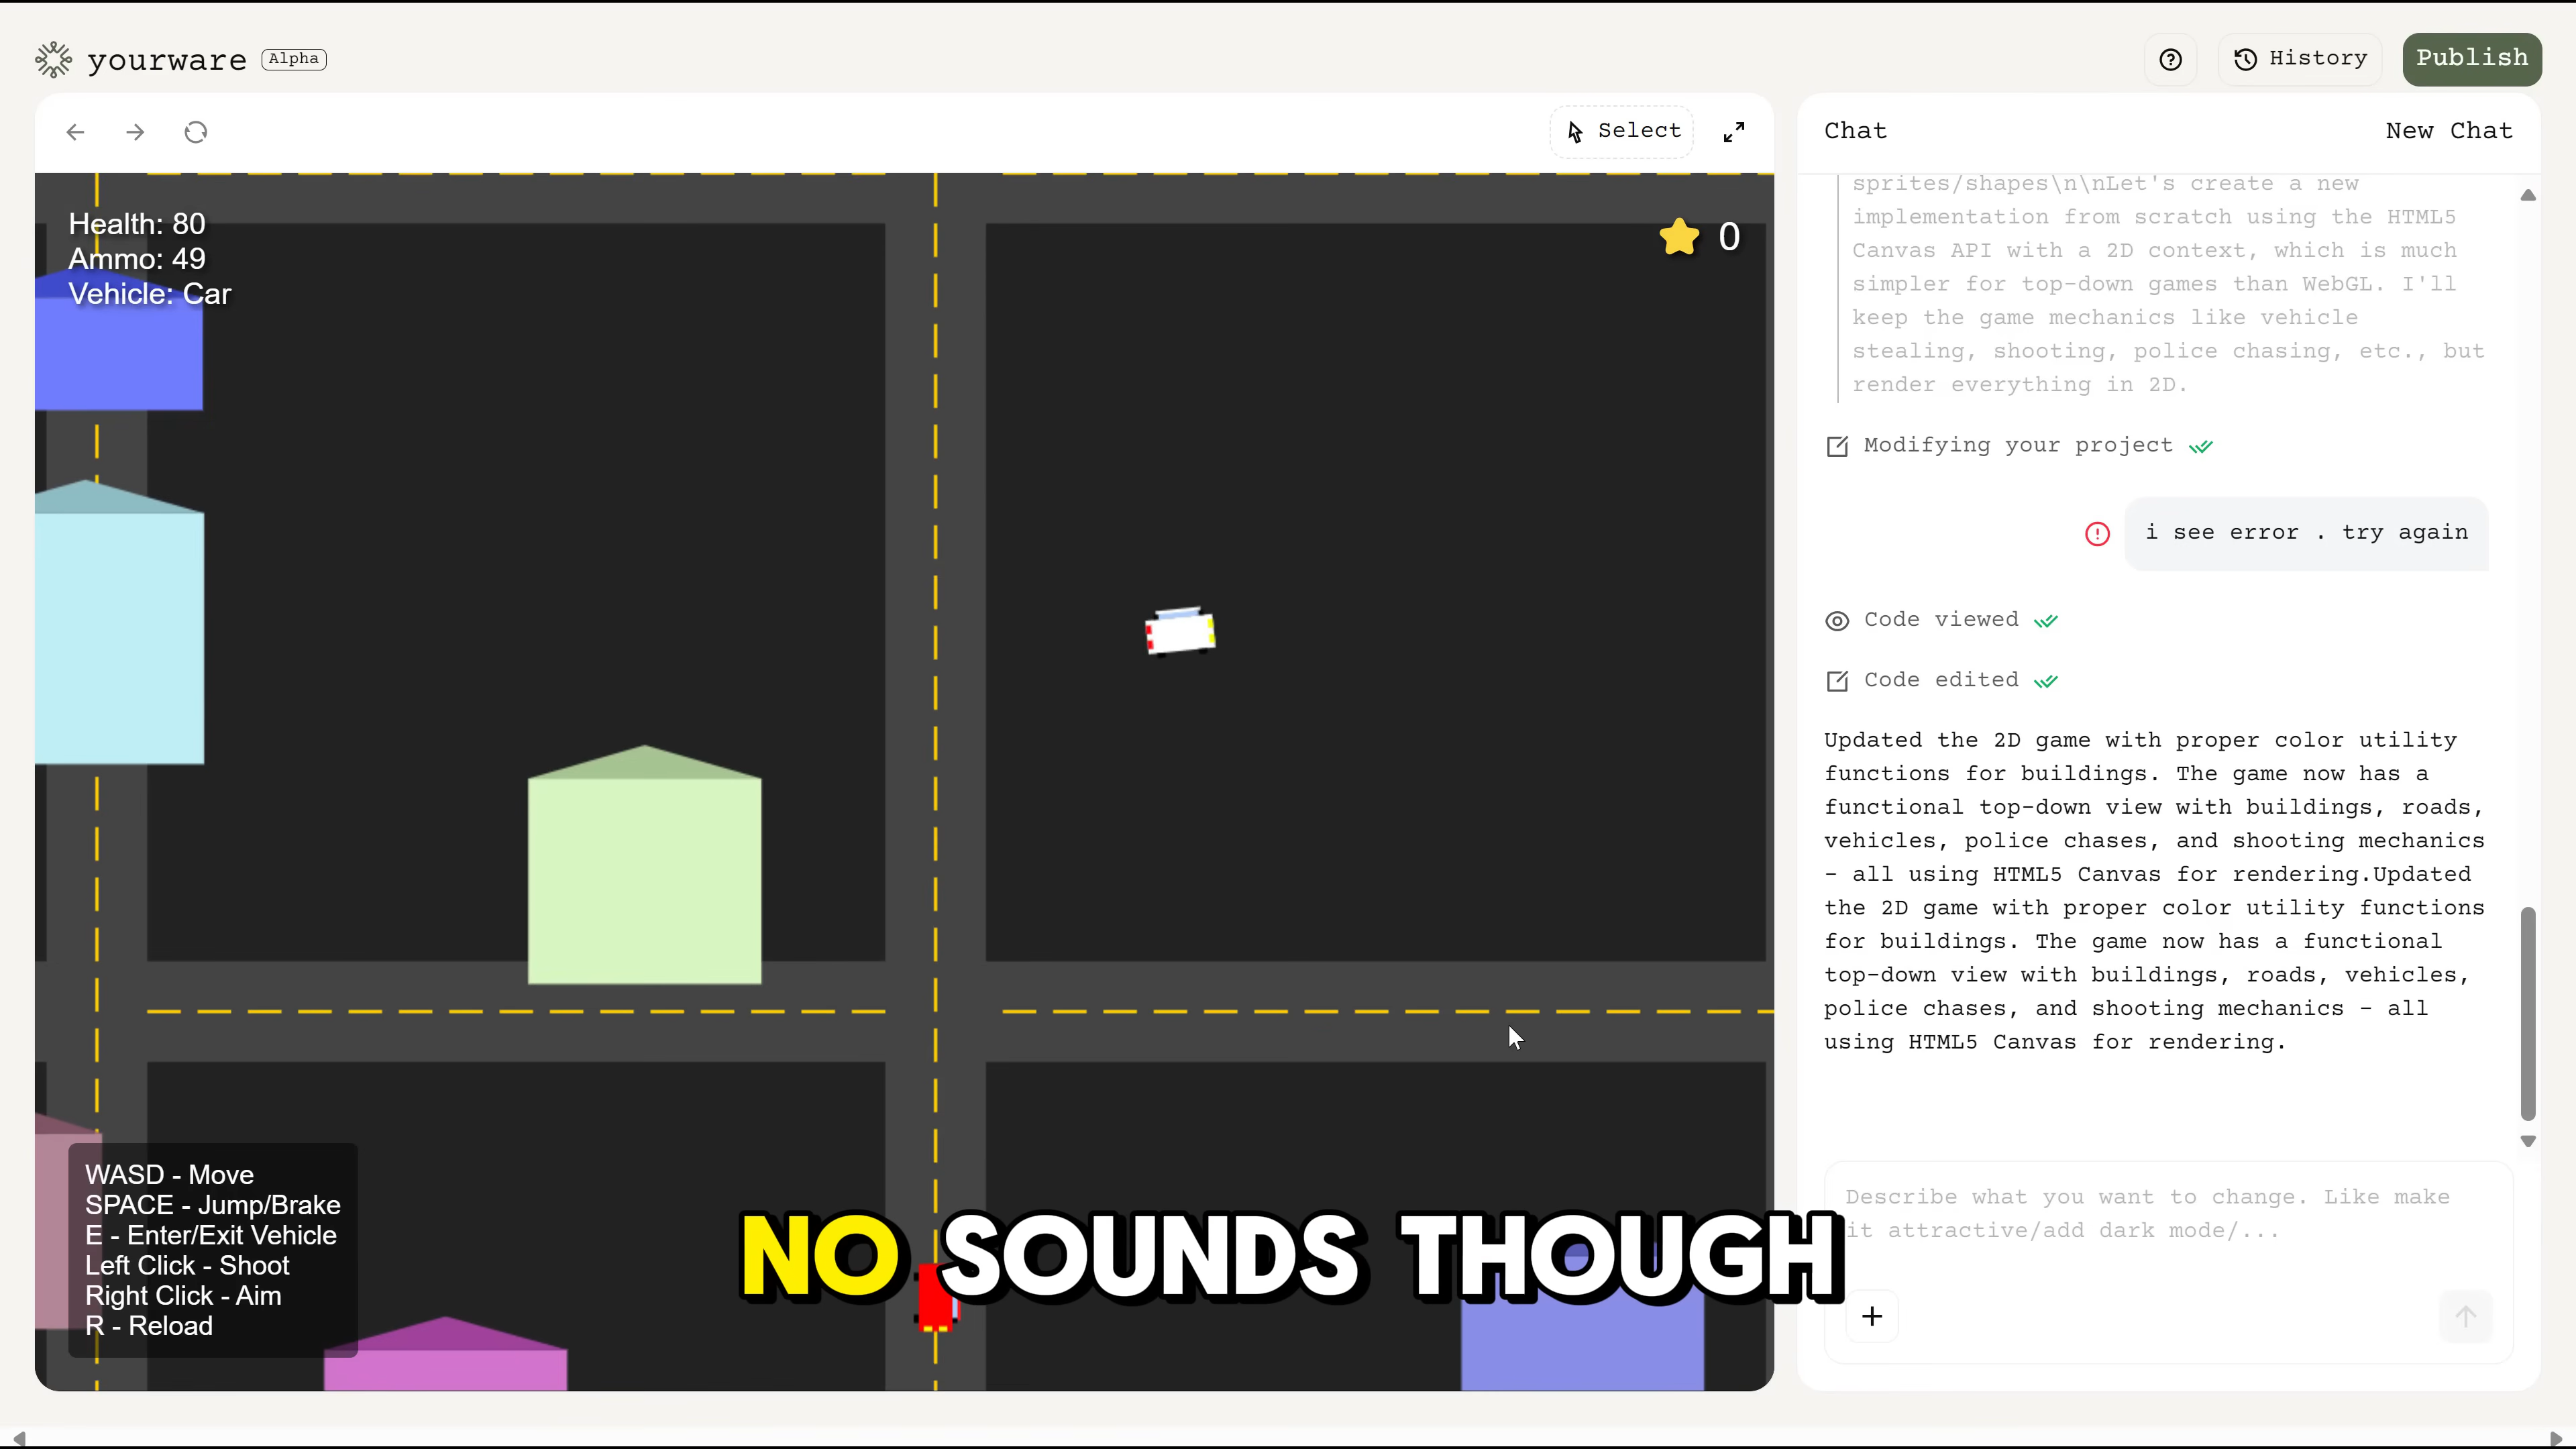 yourware Alpha
History
Publish
Select
Chat
New Chat
Health: 80
Ammo: 49
Vehicle: Car
0
sprites/shapes\n\nLet's create a new
implementation from scratch using the HTML5
Canvas API with a 2D context, which is much
simpler for top-down games than WebGL. I'll
keep the game mechanics like vehicle
stealing, shooting, police chasing, etc., but
render everything in 2D.
Modifying your project
i see error . try again
Code viewed
Code edited
Updated the 2D game with proper color utility
functions for buildings. The game now has a
functional top-down view with buildings, roads,
vehicles, police chases, and shooting mechanics
- all using HTML5 Canvas for rendering.Updated
the 2D game with proper color utility functions
for buildings. The game now has a functional
top-down view with buildings, roads, vehicles,
police chases, and shooting mechanics - all
using HTML5 Canvas for rendering.
WASD - Move
SPACE - Jump/Brake
E - Enter/Exit Vehicle
Left Click - Shoot
Right Click - Aim
R - Reload
NO SOUNDS THOUGH
Describe what you want to change. Like make
it attractive/add dark mode/...